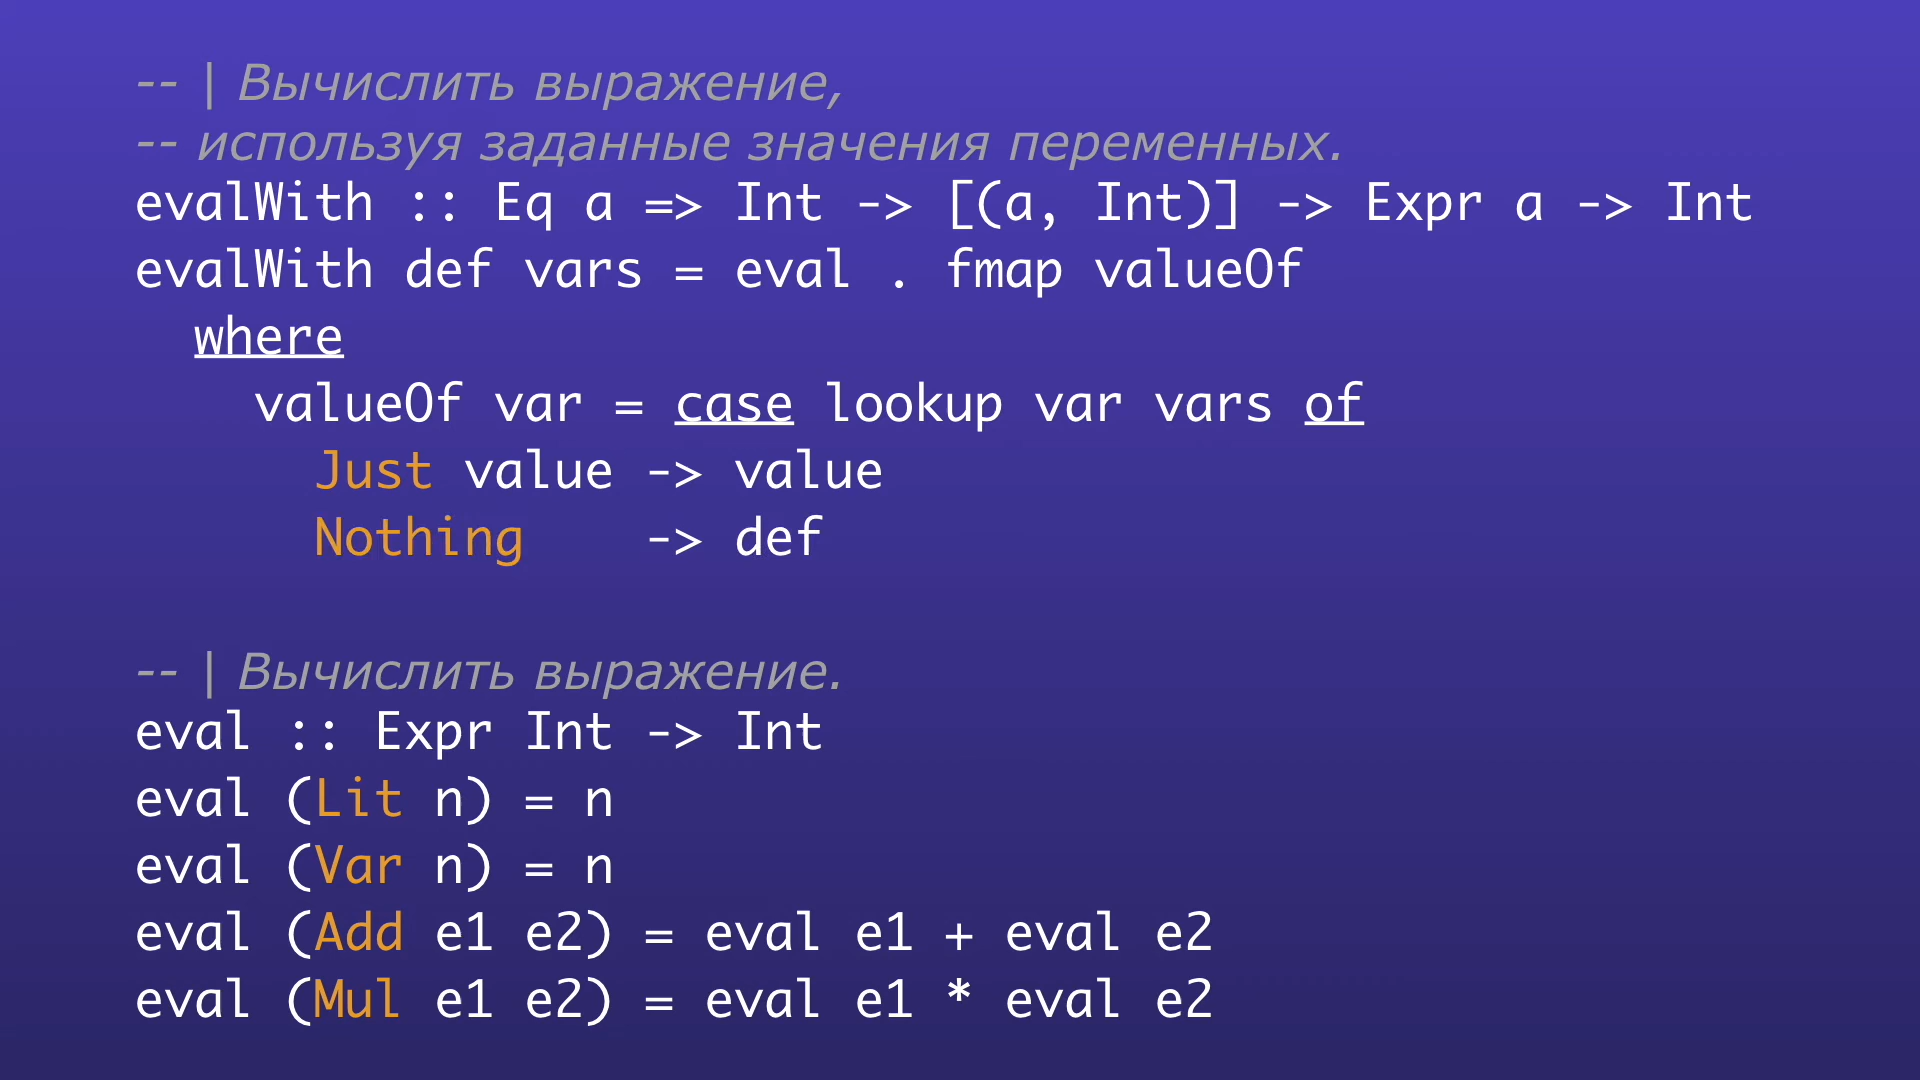 -- | Вычислить выражение,
-- используя заданные значения переменных.
evalWith :: Eq a => Int -> [(a, Int)] -> Expr a -> Int
evalWith def vars = eval . fmap valueOf
  where
    valueOf var = case lookup var vars of
      Just value -> value
      Nothing    -> def

-- | Вычислить выражение.
eval :: Expr Int -> Int
eval (Lit n) = n
eval (Var n) = n
eval (Add e1 e2) = eval e1 + eval e2
eval (Mul e1 e2) = eval e1 * eval e2